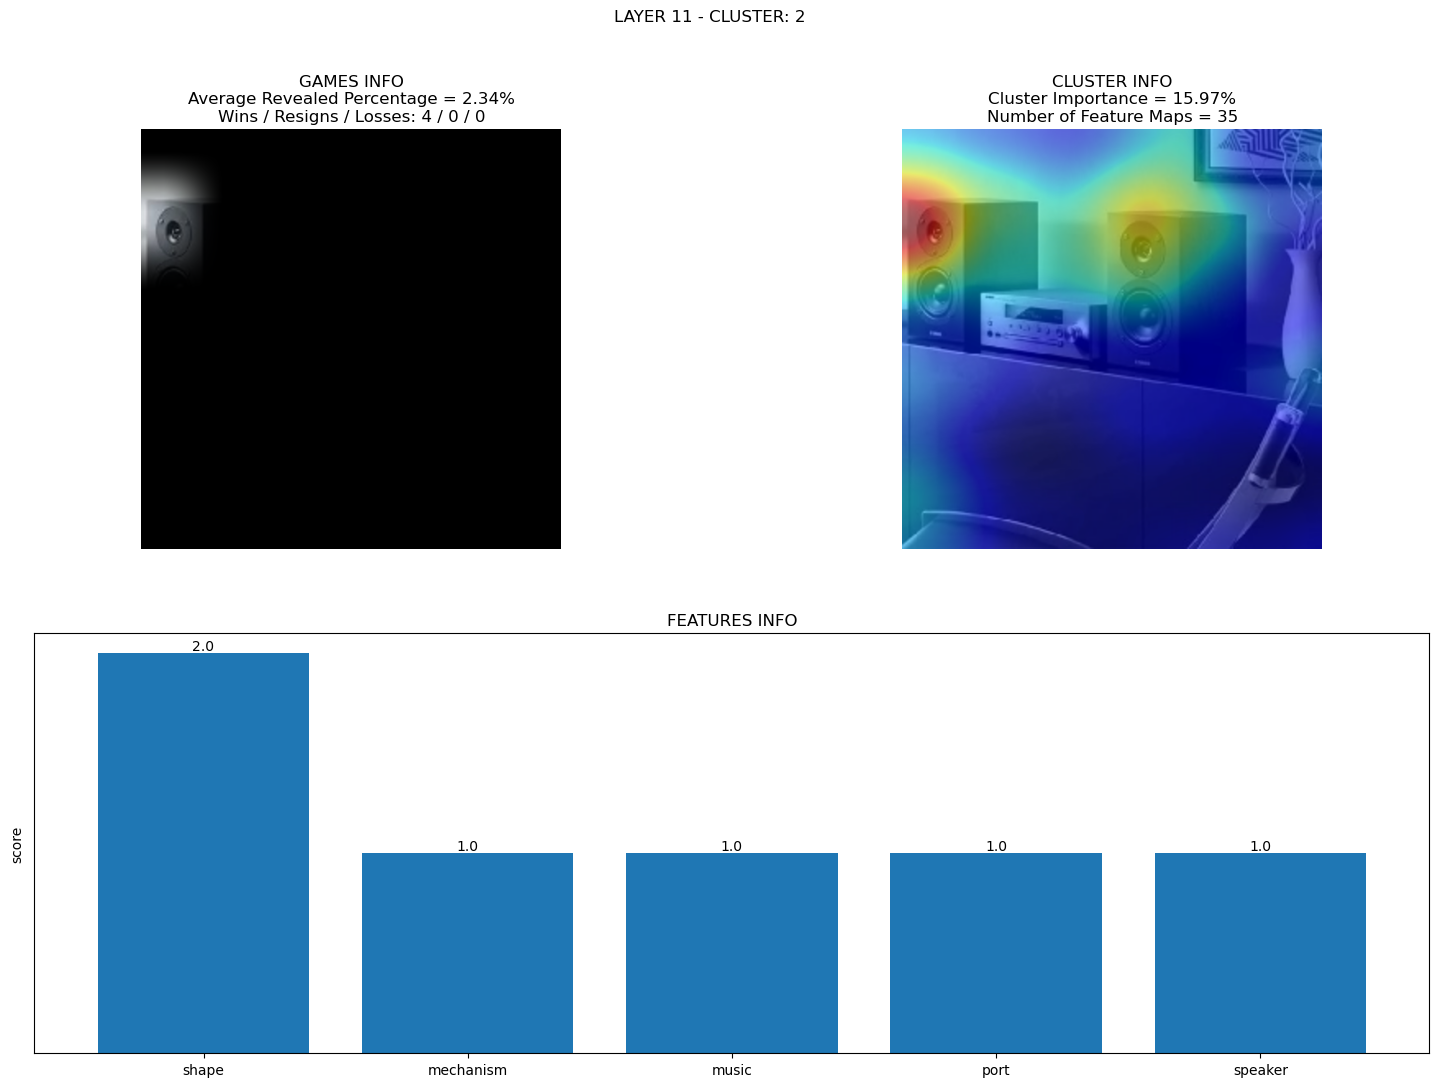 LAYER 11 - CLUSTER: 2
GAMES INFO
Average Revealed Percentage = 2.34%
Wins / Resigns / Losses: 4 / 0 / 0
CLUSTER INFO
Cluster Importance = 15.97%
Number of Feature Maps = 35
FEATURES INFO
score
2.0
1.0
1.0
1.0
1.0
shape
mechanism
music
port
speaker